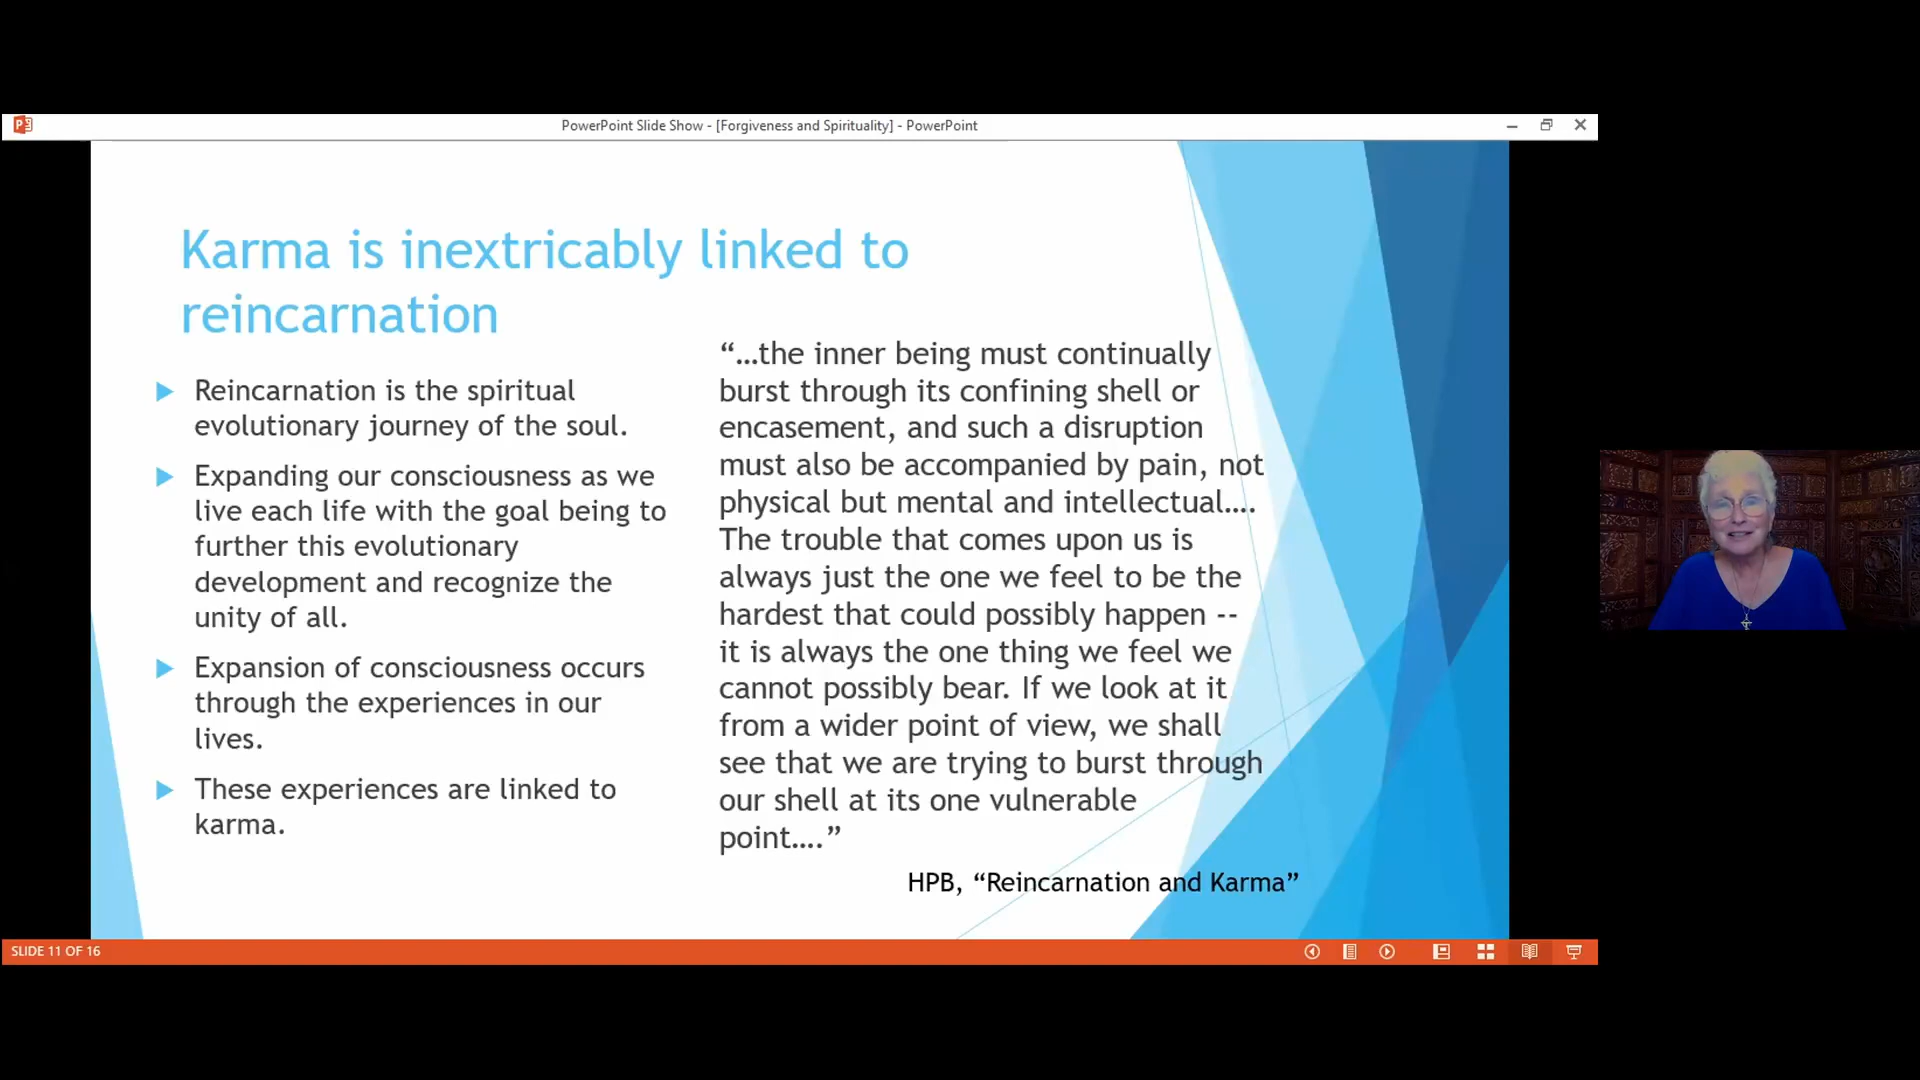 PowerPoint Slide Show - [Forgiveness and Spirituality] - PowerPoint
Karma is inextricably linked to
reincarnation
Reincarnation is the spiritual
evolutionary journey of the soul.
Expanding our consciousness as we
live each life with the goal being to
further this evolutionary
development and recognize the
unity of all.
Expansion of consciousness occurs
through the experiences in our
lives.
These experiences are linked to
karma.
“…the inner being must continually
burst through its confining shell or
encasement, and such a disruption
must also be accompanied by pain, not
physical but mental and intellectual….
The trouble that comes upon us is
always just the one we feel to be the
hardest that could possibly happen --
it is always the one thing we feel we
cannot possibly bear. If we look at it
from a wider point of view, we shall
see that we are trying to burst through
our shell at its one vulnerable
point….”
HPB, “Reincarnation and Karma”
SLIDE 11 OF 16